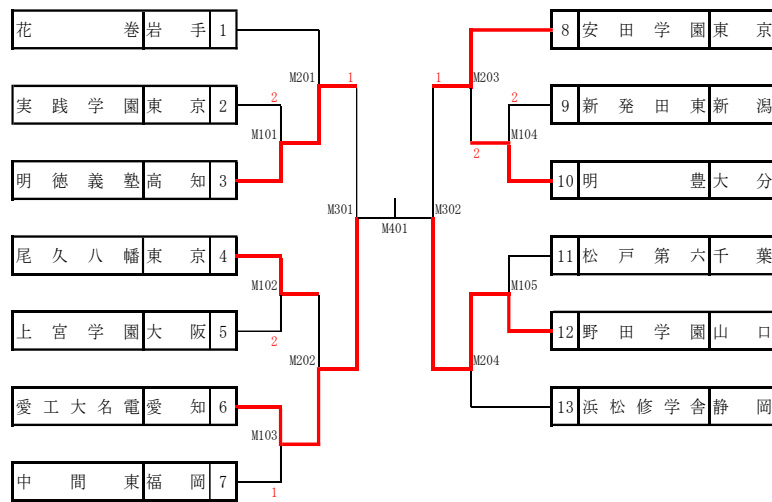 花巻 岩手 1
M201
1
実践学園 東京 2
2
M101
明徳義塾 高知 3
M301
尾久八幡 東京 4
M102
上宮学園 大阪 5
2
M202
愛工大名電 愛知 6
M103
中間東 福岡 7
1
M401
8 安田学園 東京
1
M203
9 新発田東 新潟
2
M104
2
10 明豊 大分
M302
11 松戸第六 千葉
M105
12 野田学園 山口
M204
13 浜松修学舎 静岡